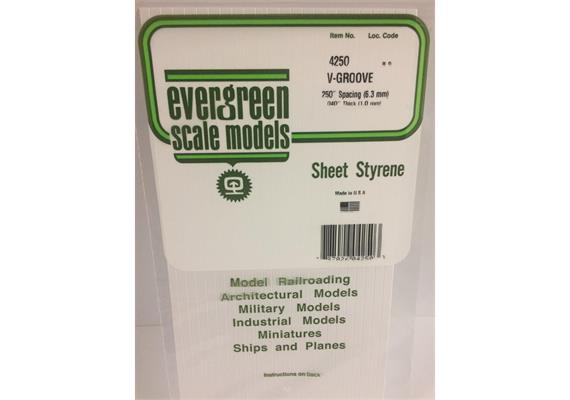 Item No. Loc. Code
4250
V-GROOVE
.250" Spacing (6.3 mm)
.040" Thick (1.0 mm)
evergreen
scale models
Sheet Styrene
Made in U S A
Model Railroading
Architectural Models
Military Models
Industrial Models
Miniatures
Ships and Planes
Instructions on back